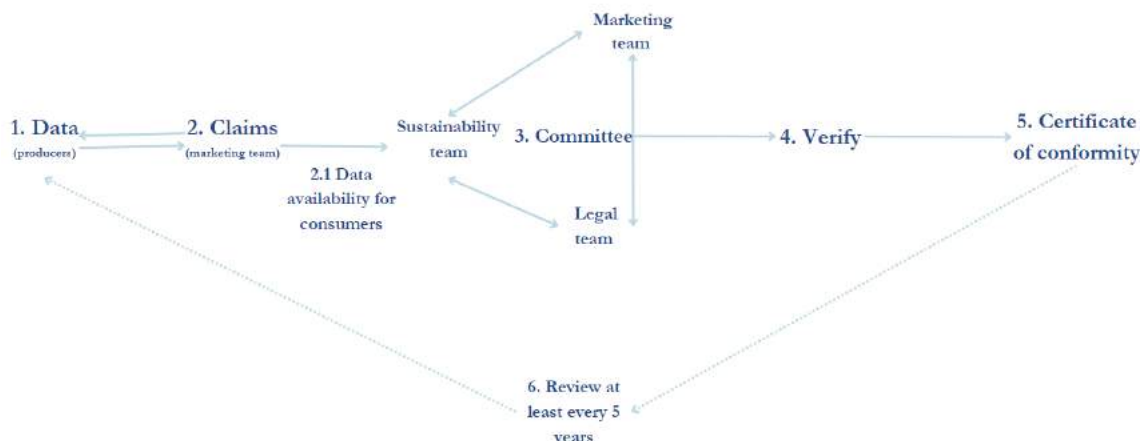 1. Data
(producers)
2. Claims
(marketing team)
2.1 Data
availability for
consumers
Sustainability
team
Marketing
team
3. Committee
Legal
team
4. Verify
5. Certificate
of conformity
6. Review at
least every 5
years